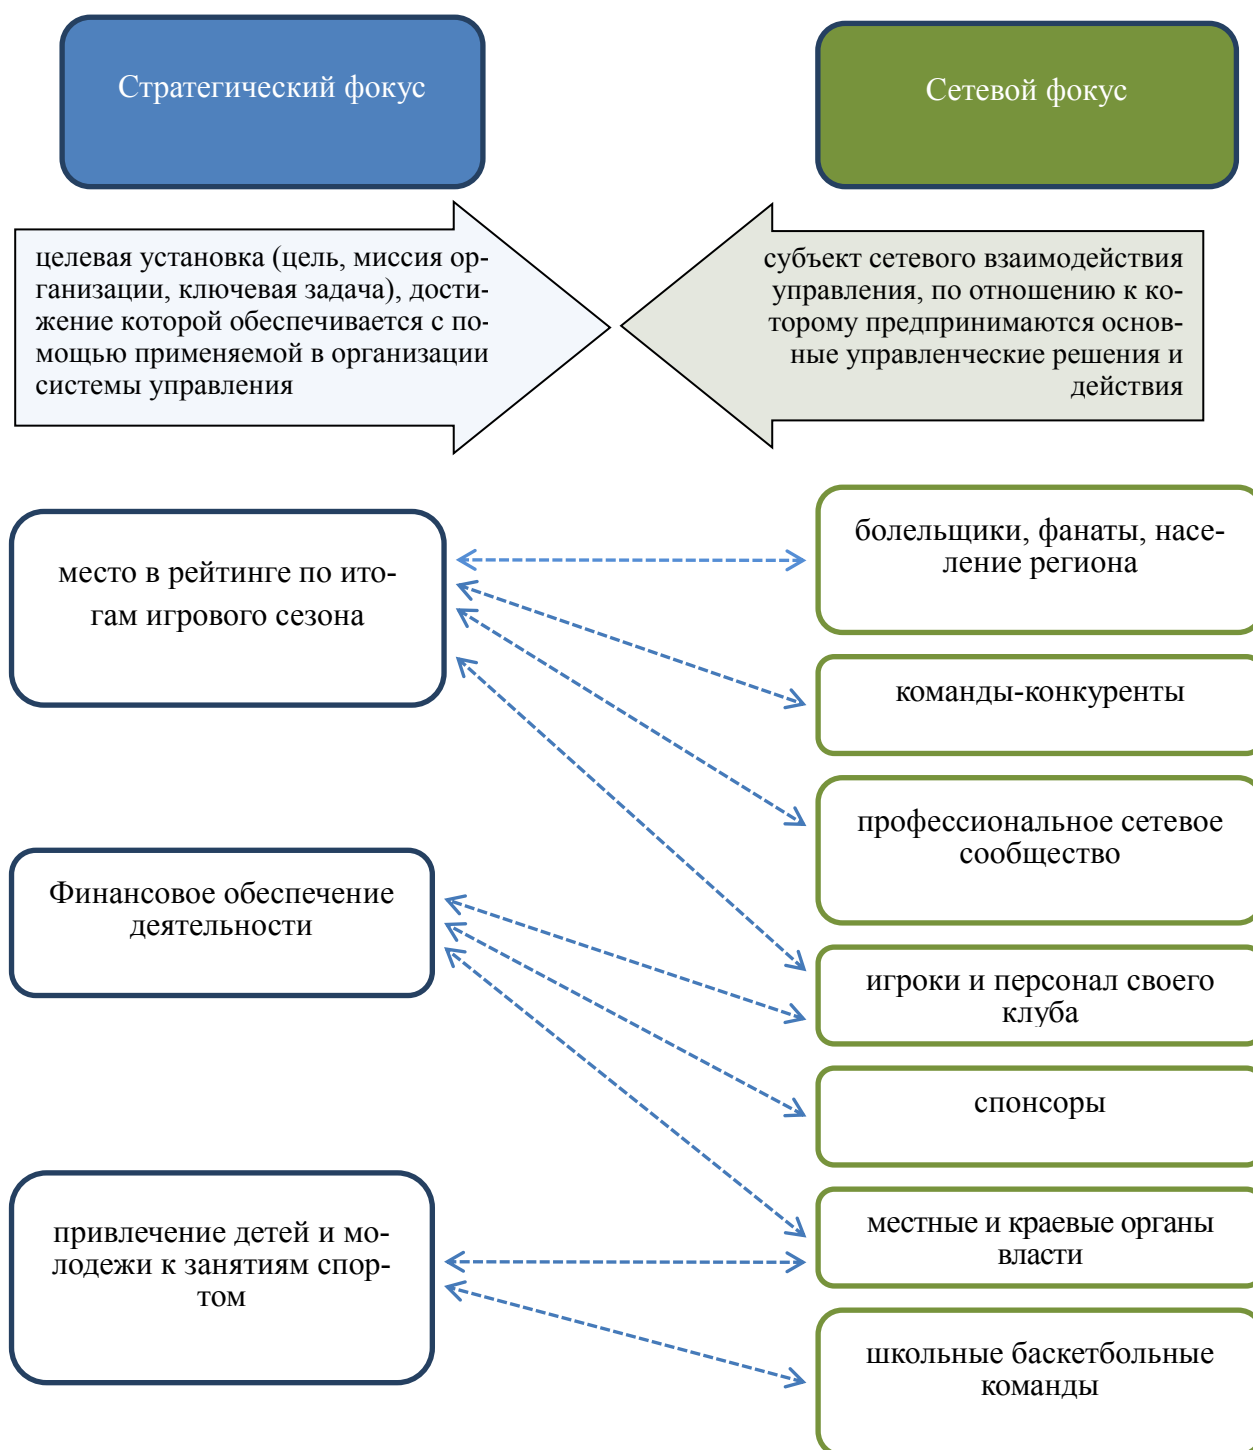 Стратегический фокус
Сетевой фокус
целевая установка (цель, миссия ор-
ганизации, ключевая задача), дости-
жение которой обеспечивается с по-
мощью применяемой в организации
системы управления
субъект сетевого взаимодействия
управления, по отношению к ко-
торому предпринимаются основ-
ные управленческие решения и
действия
место в рейтинге по ито-
гам игрового сезона
Финансовое обеспечение
деятельности
привлечение детей и мо-
лодежи к занятиям спор-
том
болельщики, фанаты, насе-
ление региона
команды-конкуренты
профессиональное сетевое
сообщество
игроки и персонал своего
клуба
спонсоры
местные и краевые органы
власти
школьные баскетбольные
команды